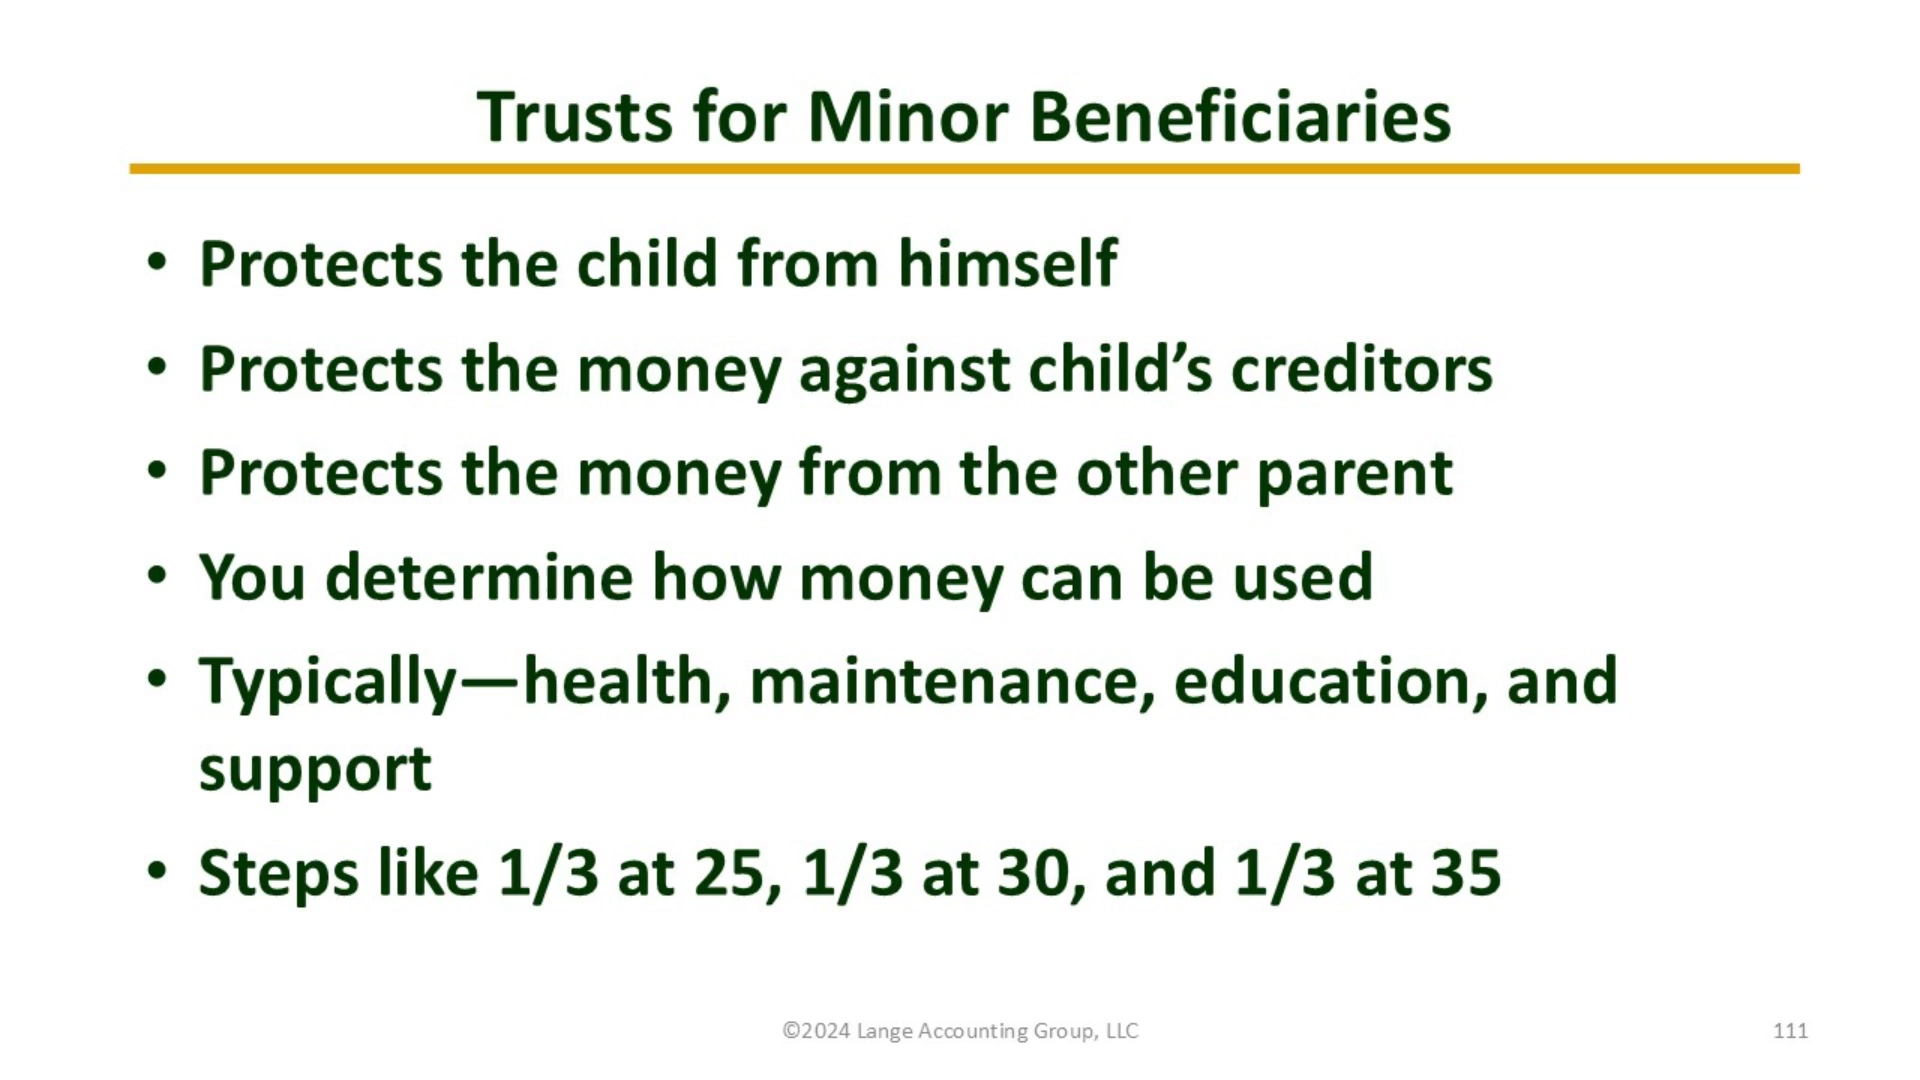 Trusts for Minor Beneficiaries
• Protects the child from himself
• Protects the money against child’s creditors
• Protects the money from the other parent
• You determine how money can be used
• Typically—health, maintenance, education, and
support
• Steps like 1/3 at 25, 1/3 at 30, and 1/3 at 35
©2024 Lange Accounting Group, LLC
111